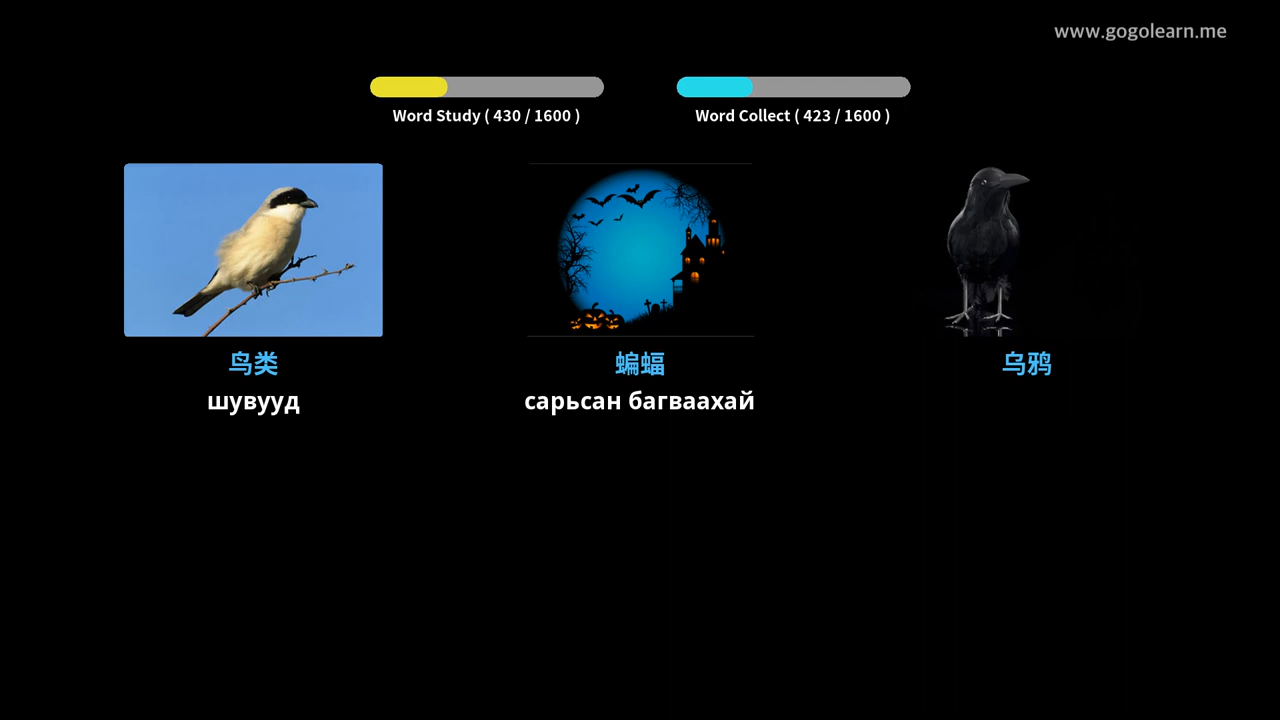 www.gogolearn.me
Word Study ( 430 / 1600 )
Word Collect ( 423 / 1600 )
鸟类
蝙蝠
乌鸦
шувууд
сарьсан багваахай